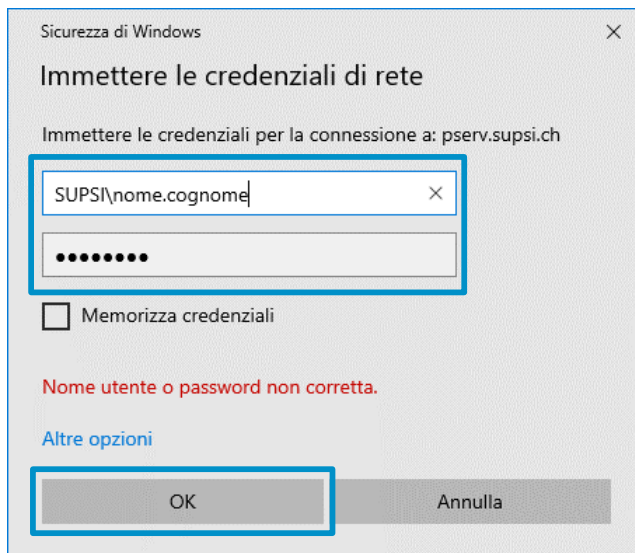 Sicurezza di Windows
Immettere le credenziali di rete
Immettere le credenziali per la connessione a: pserv.supsi.ch
SUPSI\nome.cognome
●●●●●●●●
Memorizza credenziali
Nome utente o password non corretta.
Altre opzioni
OK Annulla